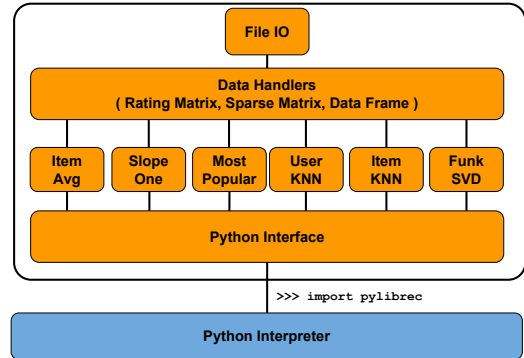 File IO
Data Handlers
( Rating Matrix, Sparse Matrix, Data Frame )
Item
Avg
Slope
One
Most
Popular
User
KNN
Item
KNN
Funk
SVD
Python Interface
>>> import pylibrec
Python Interpreter